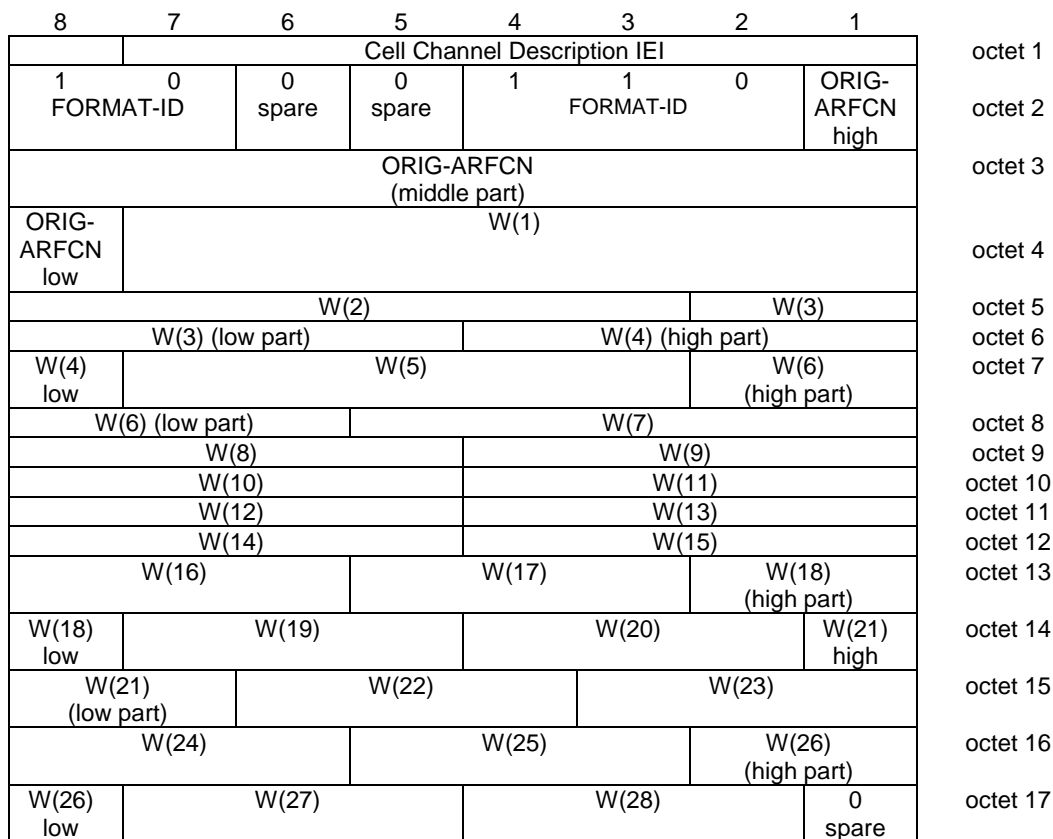 8 7 6 5 4 3 2 1
Cell Channel Description IEI octet 1
1 0 0 0 1 1 0 ORIG-
FORMAT-ID spare spare FORMAT-ID ARFCN octet 2
high
ORIG-ARFCN octet 3
(middle part)
ORIG- W(1)
ARFCN octet 4
low
W(2) W(3) octet 5
W(3) (low part) W(4) (high part) octet 6
W(4) W(5) W(6) octet 7
low (high part)
W(6) (low part) W(7) octet 8
W(8) W(9) octet 9
W(10) W(11) octet 10
W(12) W(13) octet 11
W(14) W(15) octet 12
W(16) W(17) W(18) octet 13
(high part)
W(18) W(19) W(20) W(21) octet 14
low high
W(21) W(22) W(23) octet 15
(low part)
W(24) W(25) W(26) octet 16
(high part)
W(26) W(27) W(28) 0 octet 17
low spare